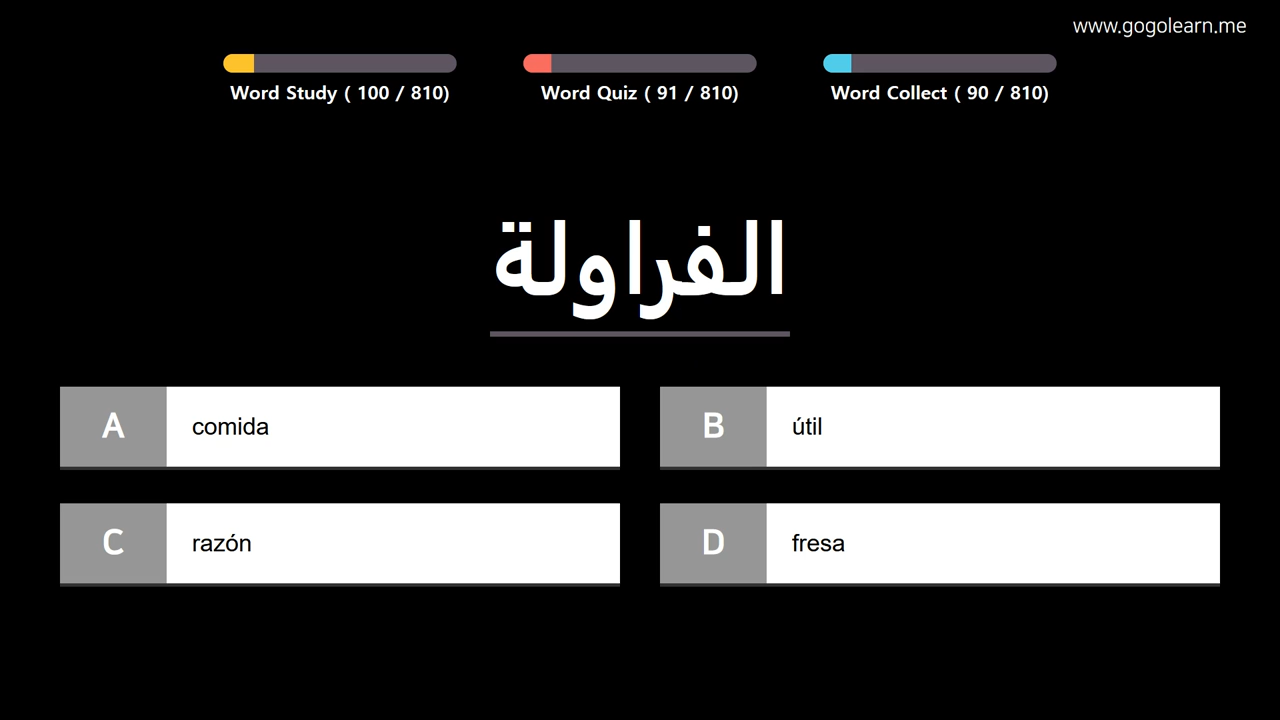 www.gogolearn.me
Word Study ( 100 / 810)
Word Quiz ( 91 / 810)
Word Collect ( 90 / 810)
الفراولة
A comida
B útil
C razón
D fresa